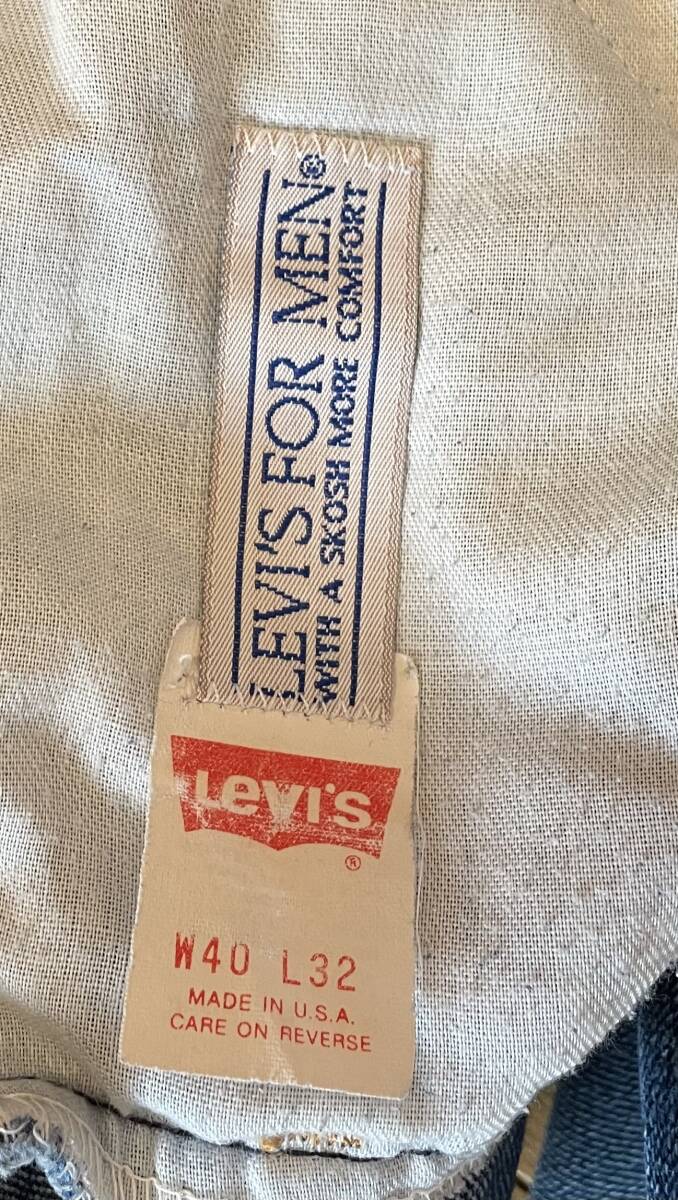 LEVI'S FOR MEN®
WITH A SKOSH MORE COMFORT
Levi's
®
W40 L32
MADE IN U.S.A.
CARE ON REVERSE